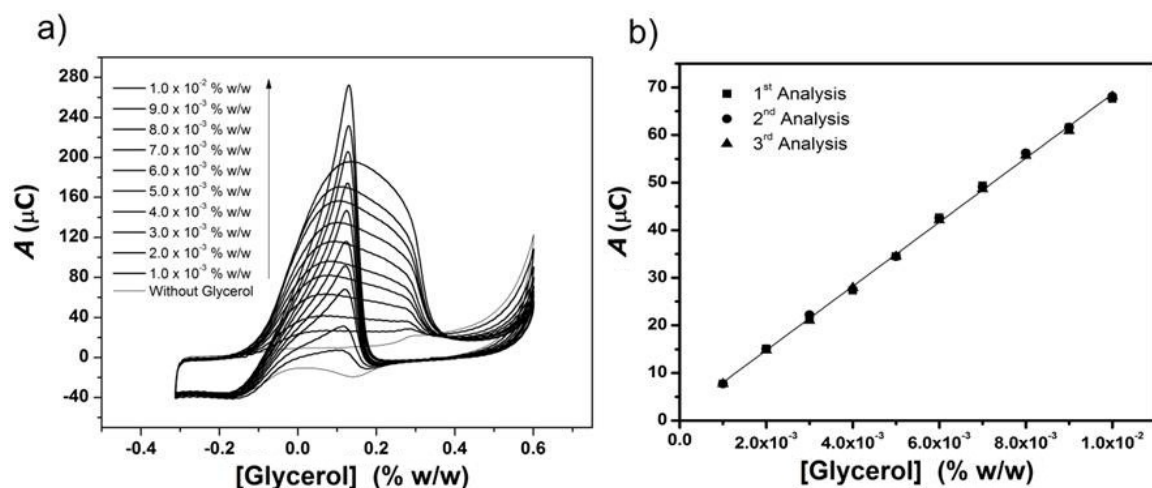 a)
A (μC)
280
240
200
160
120
80
40
0
-40
1.0 x 10⁻² % w/w
9.0 x 10⁻³ % w/w
8.0 x 10⁻³ % w/w
7.0 x 10⁻³ % w/w
6.0 x 10⁻³ % w/w
5.0 x 10⁻³ % w/w
4.0 x 10⁻³ % w/w
3.0 x 10⁻³ % w/w
2.0 x 10⁻³ % w/w
1.0 x 10⁻³ % w/w
Without Glycerol
-0.4 -0.2 0.0 0.2 0.4 0.6
[Glycerol] (% w/w)
b)
A (μC)
70
60
50
40
30
20
10
0
1ˢᵗ Analysis
2ⁿᵈ Analysis
3ʳᵈ Analysis
0.0 2.0x10⁻³ 4.0x10⁻³ 6.0x10⁻³ 8.0x10⁻³ 1.0x10⁻²
[Glycerol] (% w/w)